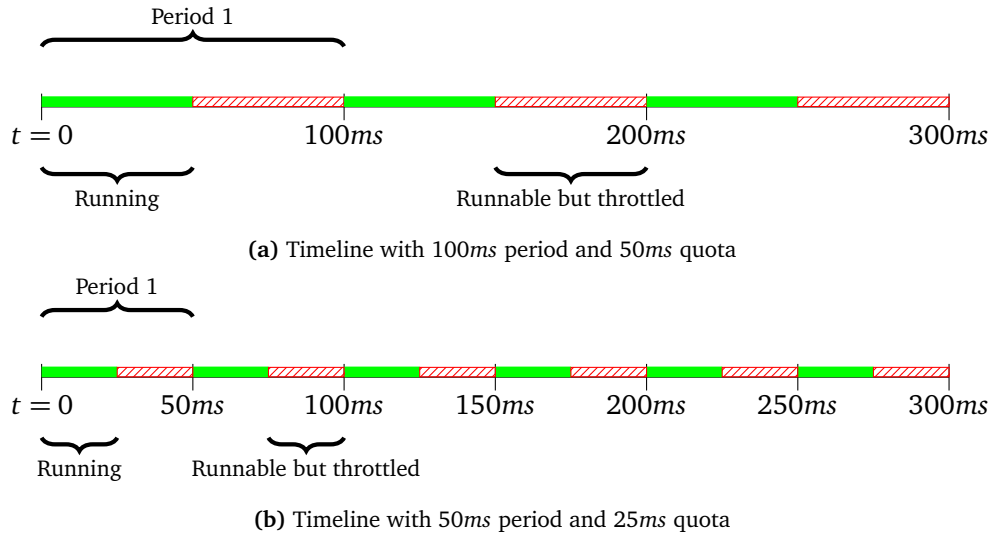 Period 1
t = 0 100ms 200ms 300ms
Running Runnable but throttled
(a) Timeline with 100ms period and 50ms quota
Period 1
t = 0 50ms 100ms 150ms 200ms 250ms 300ms
Running Runnable but throttled
(b) Timeline with 50ms period and 25ms quota